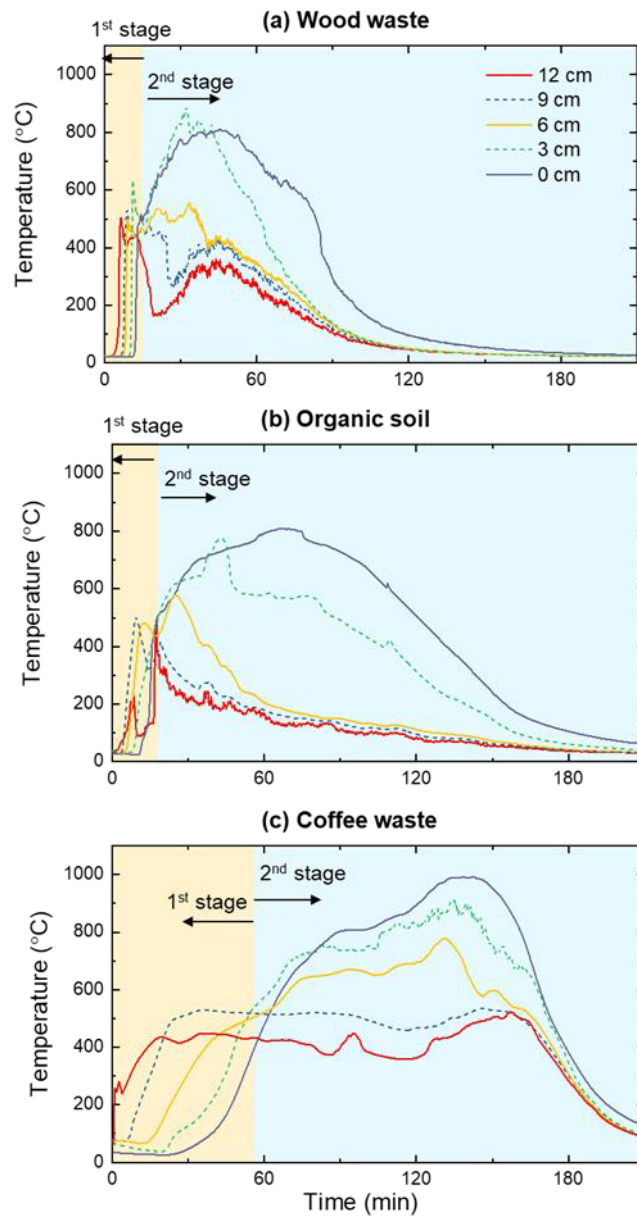 (a) Wood waste
1st stage
2nd stage
12 cm
9 cm
6 cm
3 cm
0 cm
1000
800
600
400
200
0
Temperature (°C)
0 60 120 180
(b) Organic soil
1st stage
2nd stage
1000
800
600
400
200
0
Temperature (°C)
0 60 120 180
(c) Coffee waste
2nd stage
1st stage
1000
800
600
400
200
0
Temperature (°C)
0 60 120 180
Time (min)